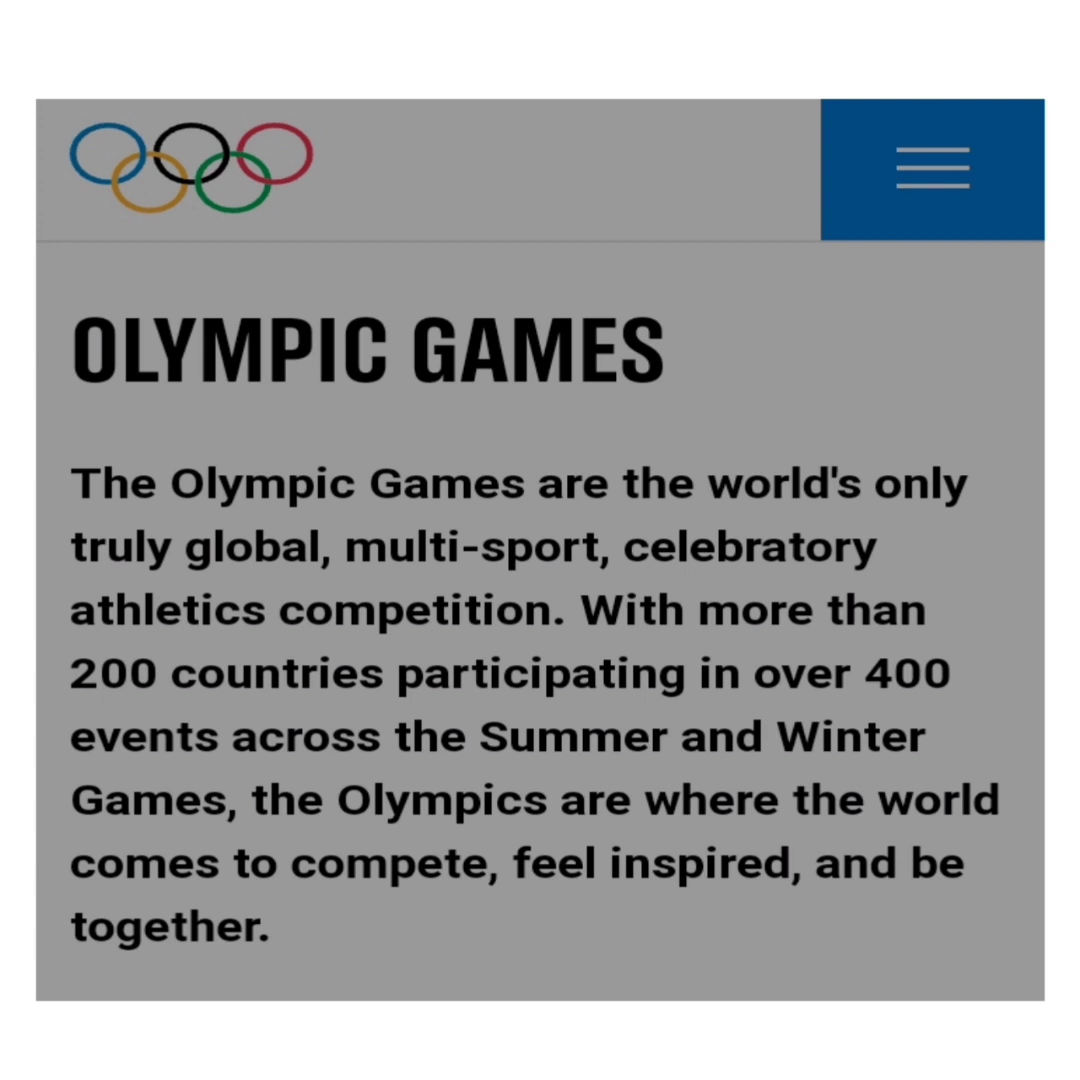 OLYMPIC GAMES
The Olympic Games are the world's only
truly global, multi-sport, celebratory
athletics competition. With more than
200 countries participating in over 400
events across the Summer and Winter
Games, the Olympics are where the world
comes to compete, feel inspired, and be
together.